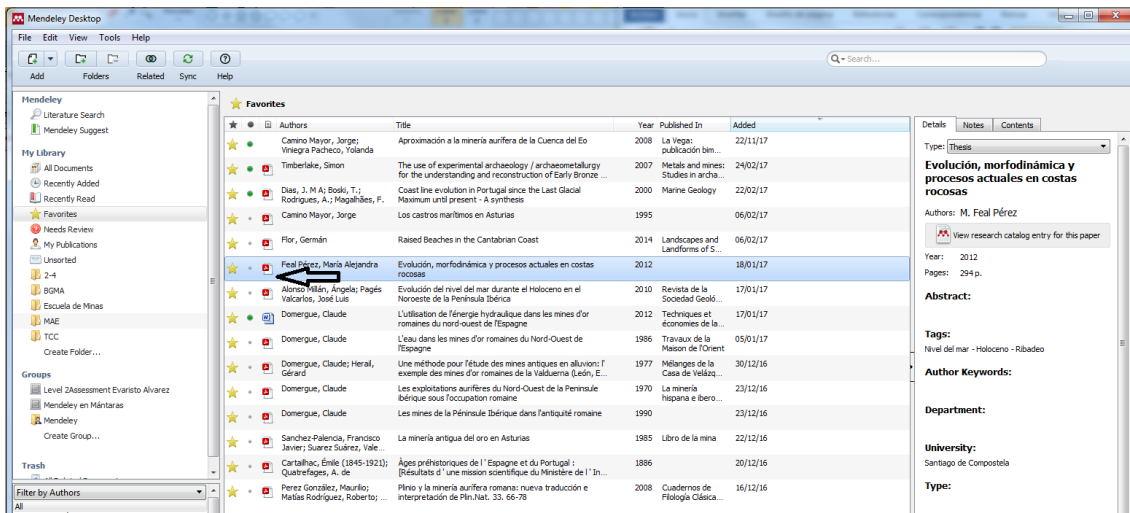 Mendeley Desktop
File Edit View Tools Help
Add Folders Related Sync Help
Search...
Mendeley
Literature Search
Mendeley Suggest
My Library
All Documents
Recently Added
Recently Read
Favorites
Needs Review
My Publications
Unsorted
2-4
BGMA
Escuela de Minas
MAE
TCC
Create Folder...
Groups
Level 2Assessment Evaristo Alvarez
Mendeley en Mántaras
Mendeley
Create Group...
Trash
Filter by Authors
All
Favorites
Authors Title Year Published In Added
Camino Mayor, Jorge; Aproximación a la minería aurífera de la Cuenca del Eo 2008 La Vega: 22/11/17
Viniegra Pacheco, Yolanda publicación bim...
Timberlake, Simon The use of experimental archaeology / archaeometallurgy 2007 Metals and mines: 24/02/17
for the understanding and reconstruction of Early Bronze ... Studies in archa...
Dias, J. M A; Boski, T.; Coast line evolution in Portugal since the Last Glacial 2000 Marine Geology 22/02/17
Rodrigues, A.; Magalhães, F. Maximum until present - A synthesis
Camino Mayor, Jorge Los castros marítimos en Asturias 1995 06/02/17
Flor, Germán Raised Beaches in the Cantabrian Coast 2014 Landscapes and 06/02/17
Landforms of S...
Feal Pérez, María Alejandra Evolución, morfodinámica y procesos actuales en costas 2012 18/01/17
rocosas
Alonso Millán, Ángela; Pagés Evolución del nivel del mar durante el Holoceno en el 2010 Revista de la 17/01/17
Valcarlos, José Luis Noroeste de la Península Ibérica Sociedad Geoló...
Domergue, Claude L'utilisation de l'énergie hydraulique dans les mines d'or 2012 Techniques et 17/01/17
romaines du nord-ouest de l'Espagne économies de la...
Domergue, Claude L'eau dans les mines d'or romaines du Nord-Ouest de 1986 Travaux de la 05/01/17
l'Espagne Maison de l'Orient
Domergue, Claude; Herail, Une méthode pour l'étude des mines antiques en alluvion: l' 1977 Mélanges de la 30/12/16
Gérard exemple des mines d'or romaines de la Valduerna (León, E... Casa de Velázq...
Domergue, Claude Les exploitations aurifères du Nord-Ouest de la Peninsule 1970 La minería 23/12/16
ibérique sous l'occupation romaine hispana e ibero...
Domergue, Claude Les mines de la Péninsule Ibérique dans l'antiquité romaine 1990 23/12/16
Sanchez-Palencia, Francisco La minería antigua del oro en Asturias 1985 Libro de la mina 22/12/16
Javier; Suarez Suárez, Vale...
Cartailhac, Émile (1845-1921); Âges préhistoriques de l ' Espagne et du Portugal : 1886 20/12/16
Quatrefages, A. de [Résultats d ' une mission scientifique du Ministère de l ' In...
Perez González, Maurilio; Plinio y la minería aurífera romana: nueva traducción e 2008 Cuadernos de 16/12/16
Matías Rodríguez, Roberto; ... interpretación de Plin.Nat. 33. 66-78 Filología Clásica...
Details Notes Contents
Type: Thesis
Evolución, morfodinámica y
procesos actuales en costas
rocosas
Authors: M. Feal Pérez
View research catalog entry for this paper
Year: 2012
Pages: 294 p.
Abstract:
Tags:
Nivel del mar - Holoceno - Ribadeo
Author Keywords:
Department:
University:
Santiago de Compostela
Type: